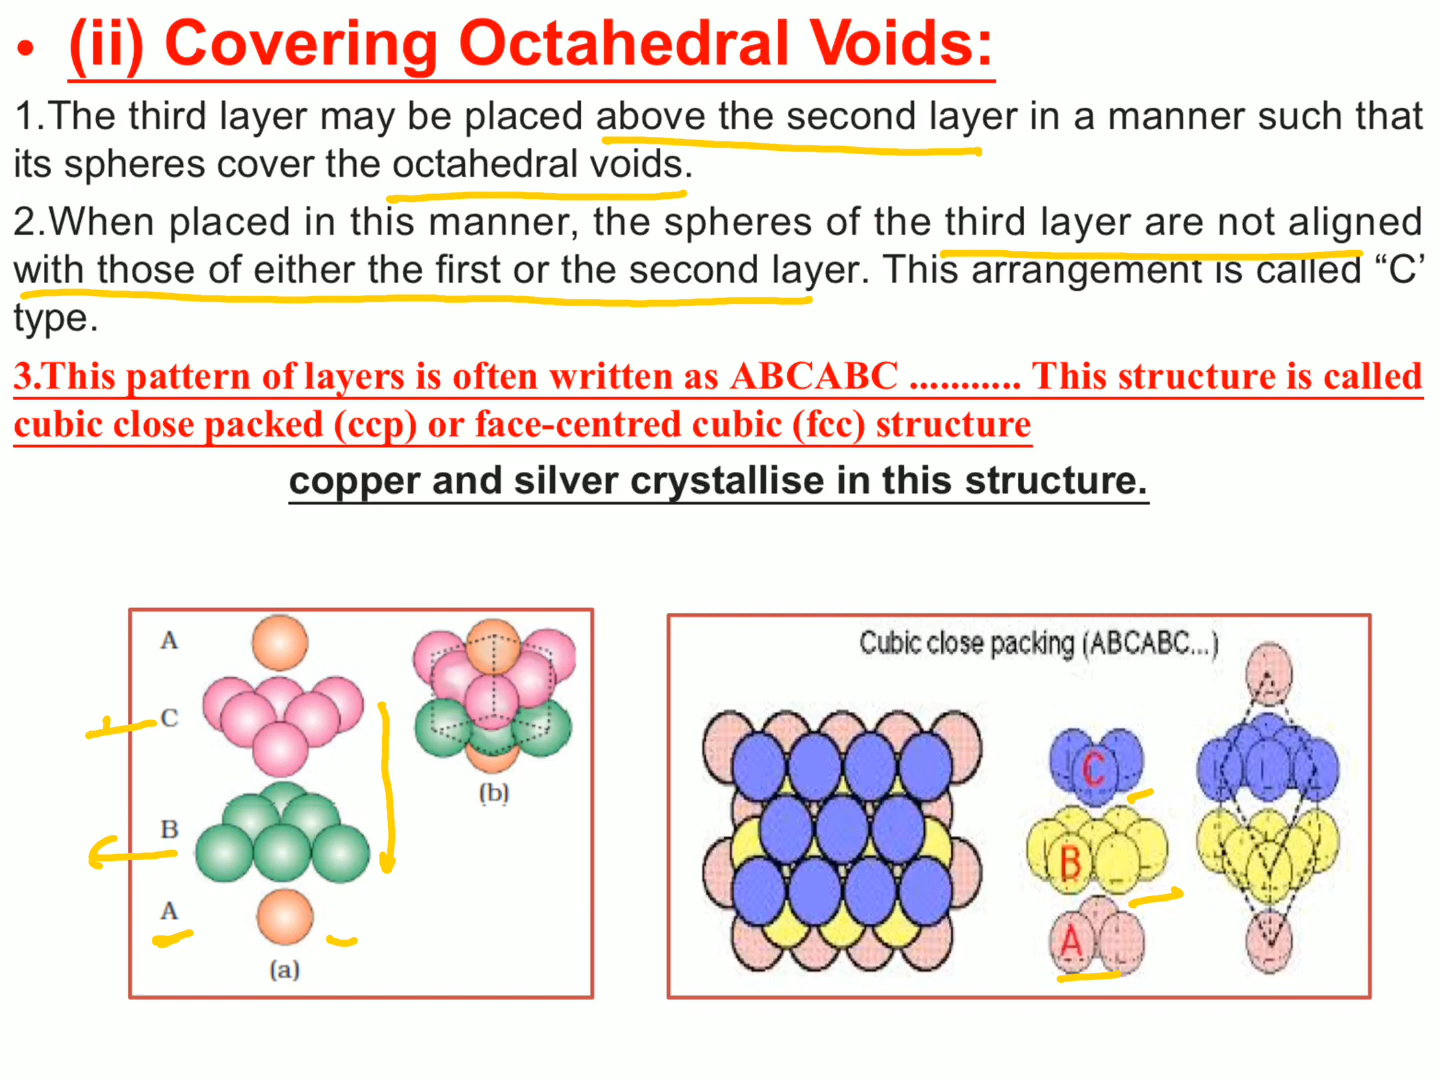 • (ii) Covering Octahedral Voids:
1.The third layer may be placed above the second layer in a manner such that
its spheres cover the octahedral voids.
2.When placed in this manner, the spheres of the third layer are not aligned
with those of either the first or the second layer. This arrangement is called “C’
type.
3.This pattern of layers is often written as ABCABC ........... This structure is called
cubic close packed (ccp) or face-centred cubic (fcc) structure
copper and silver crystallise in this structure.
A
C
B
A
(a)
(b)
Cubic close packing (ABCABC...)
C
B
A
A